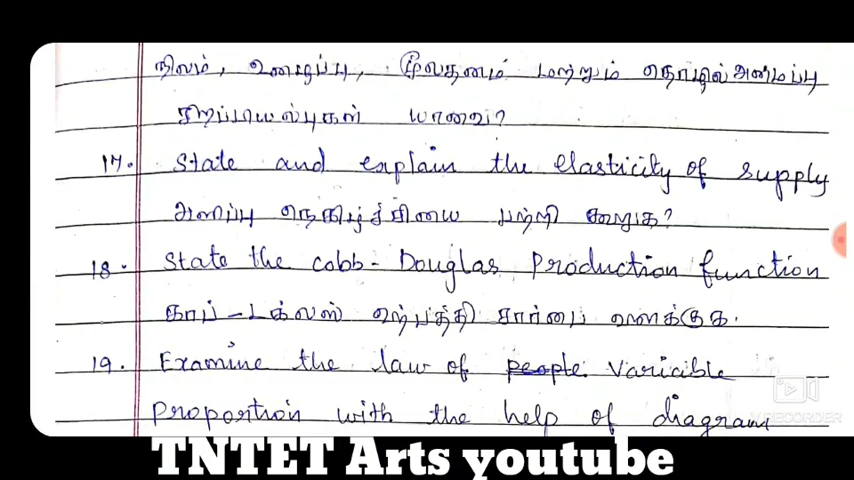 நிலம், உழைப்பு, மூலதனம் மற்றும் தொழில் அமைப்பு
சிறப்பியல்புகள் யாவை?
17. State and explain the elasticity of supply
அளிப்பு நெகிழ்ச்சியை பற்றி கூறுக?
18. State the cobb-Douglas Production function
காப்-டக்லஸ் உற்பத்தி சார்பை விளக்குக.
19. Examine the law of people. Varicible
Proportion with the help of diagram
VRECORDER
TNTET Arts youtube